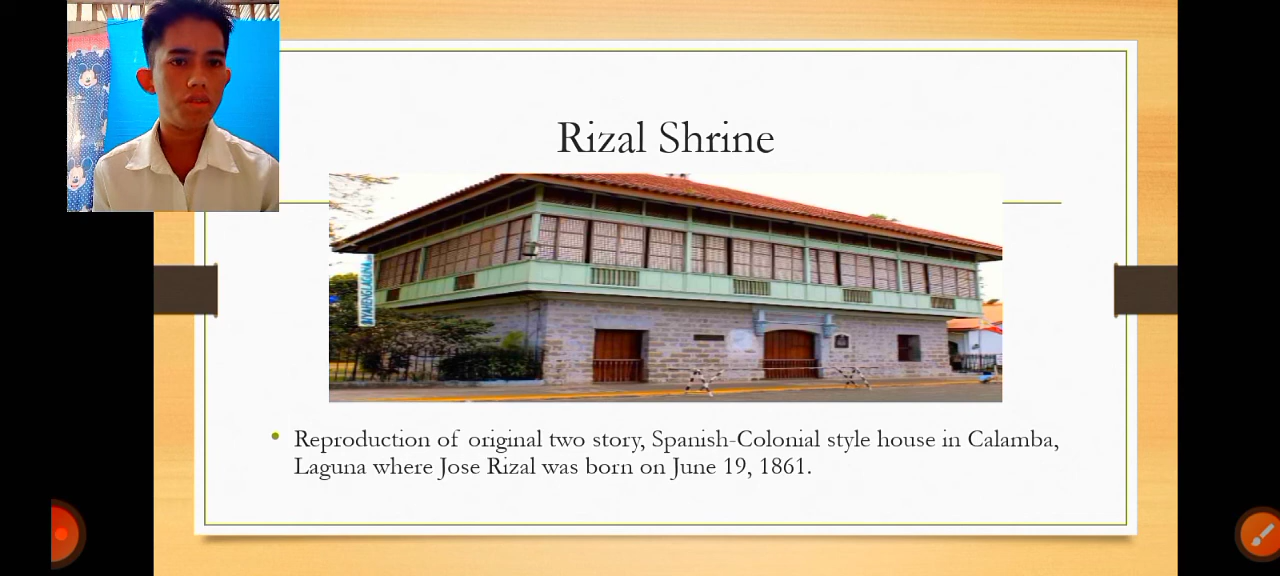 Rizal Shrine
BIYAHENGLAGUNA
Reproduction of original two story, Spanish-Colonial style house in Calamba,
Laguna where Jose Rizal was born on June 19, 1861.